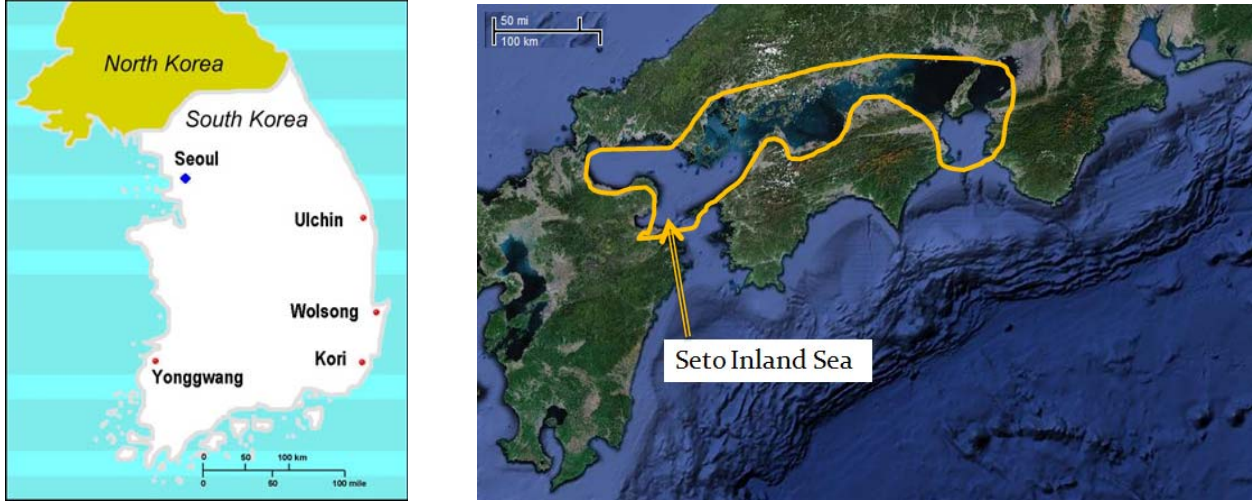 North Korea
South Korea
Seoul
Ulchin
Wolsong
Kori
Yonggwang
0 50 100 km
0 50 100 mile
50 mi
100 km
Seto Inland Sea